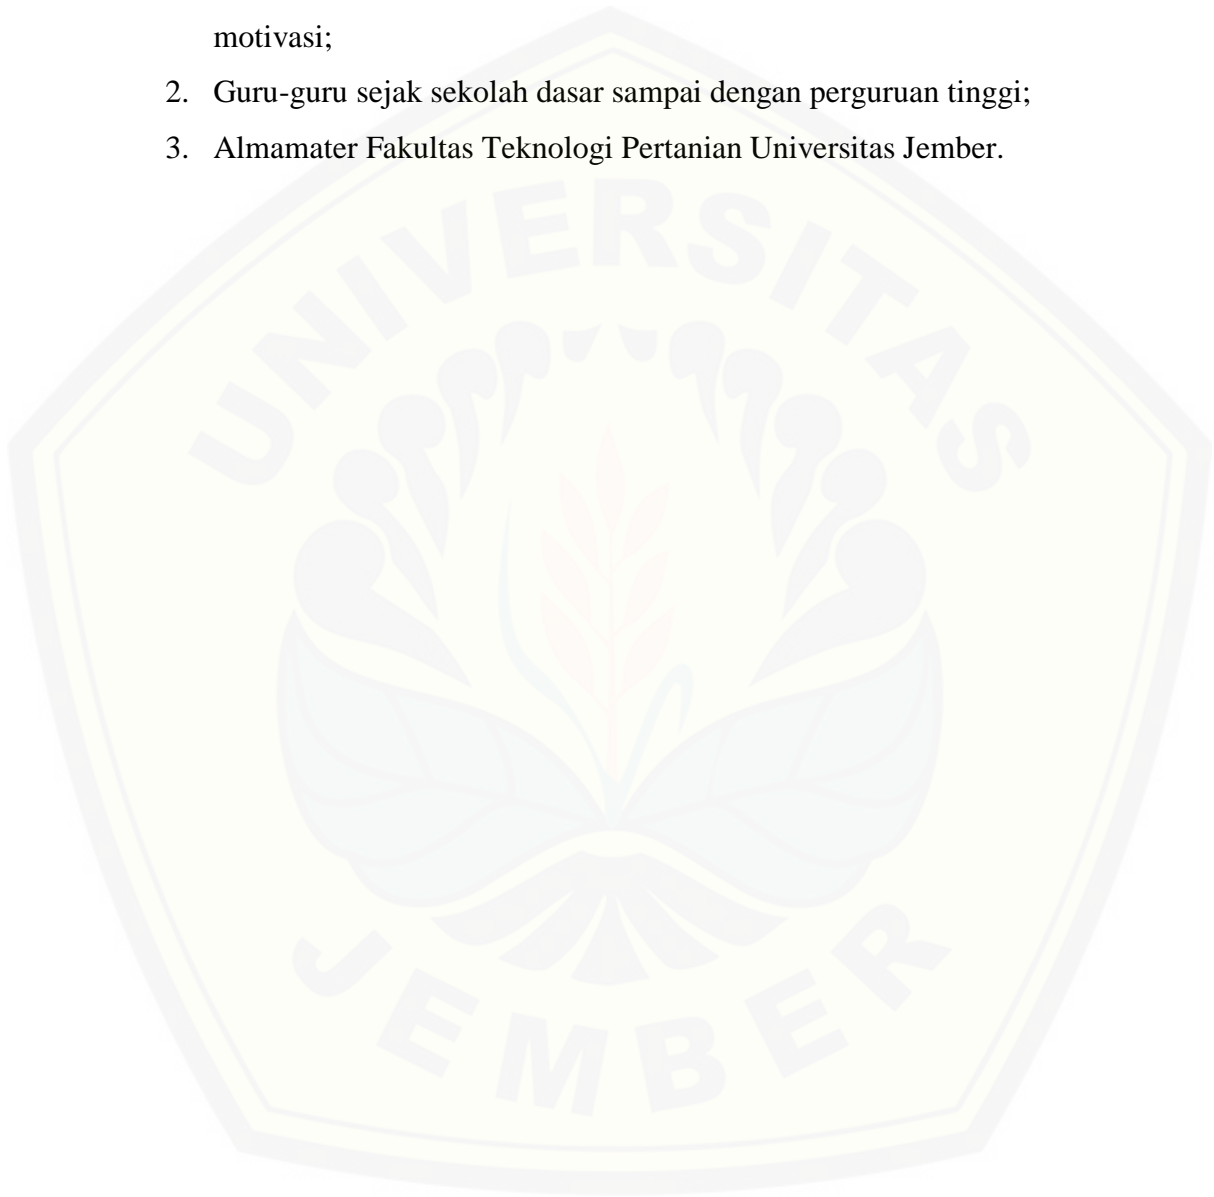 motivasi;
2. Guru-guru sejak sekolah dasar sampai dengan perguruan tinggi;
3. Almamater Fakultas Teknologi Pertanian Universitas Jember.
UNIVERSITAS
JEMBER